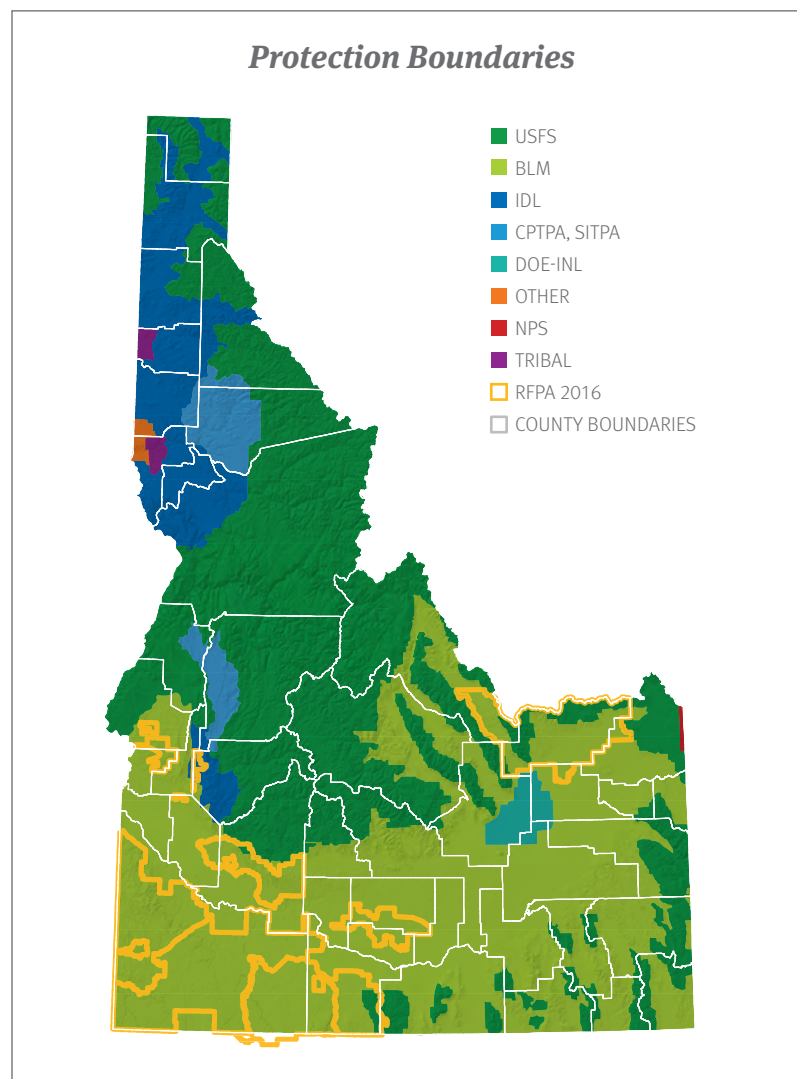 Protection Boundaries
USFS
BLM
IDL
CPTPA, SITPA
DOE-INL
OTHER
NPS
TRIBAL
RFPA 2016
COUNTY BOUNDARIES